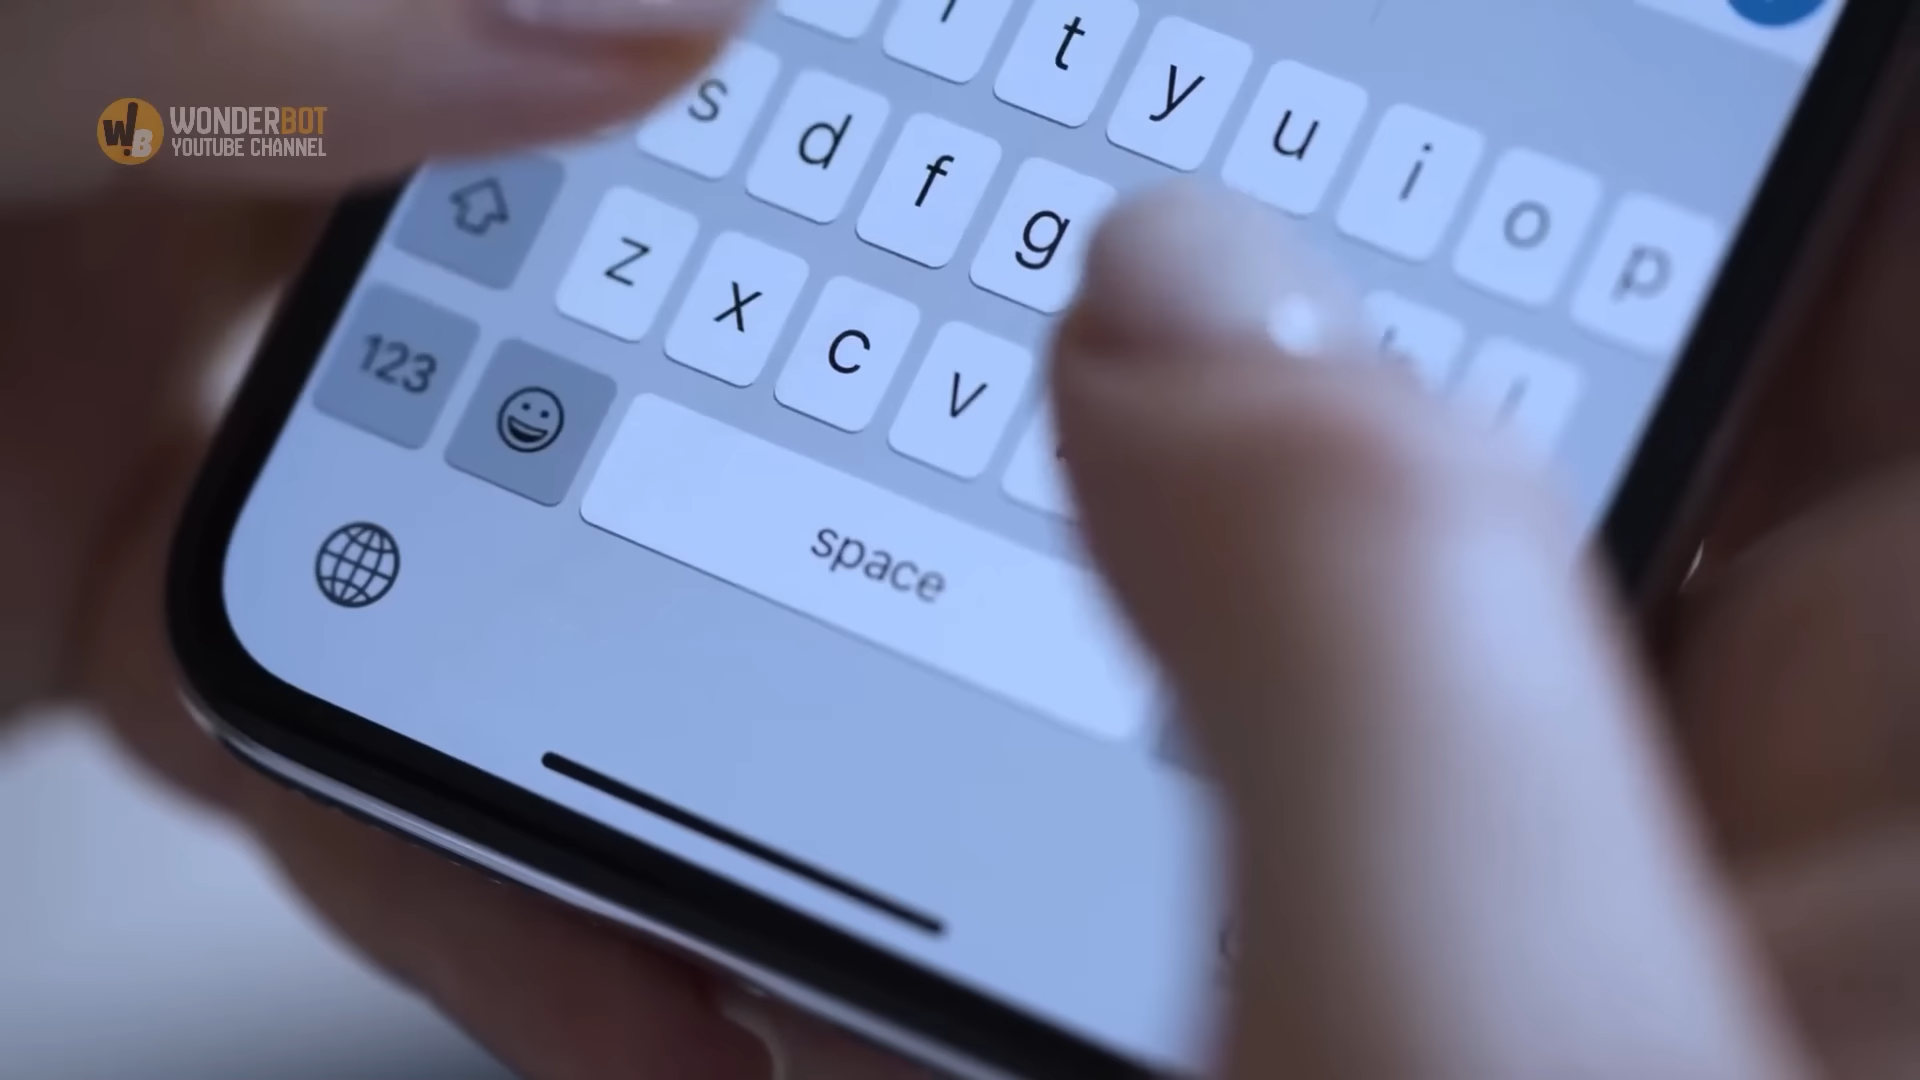 WONDERBOT
YOUTUBE CHANNEL
t y u i o p
s d f g
z x c v
123
space